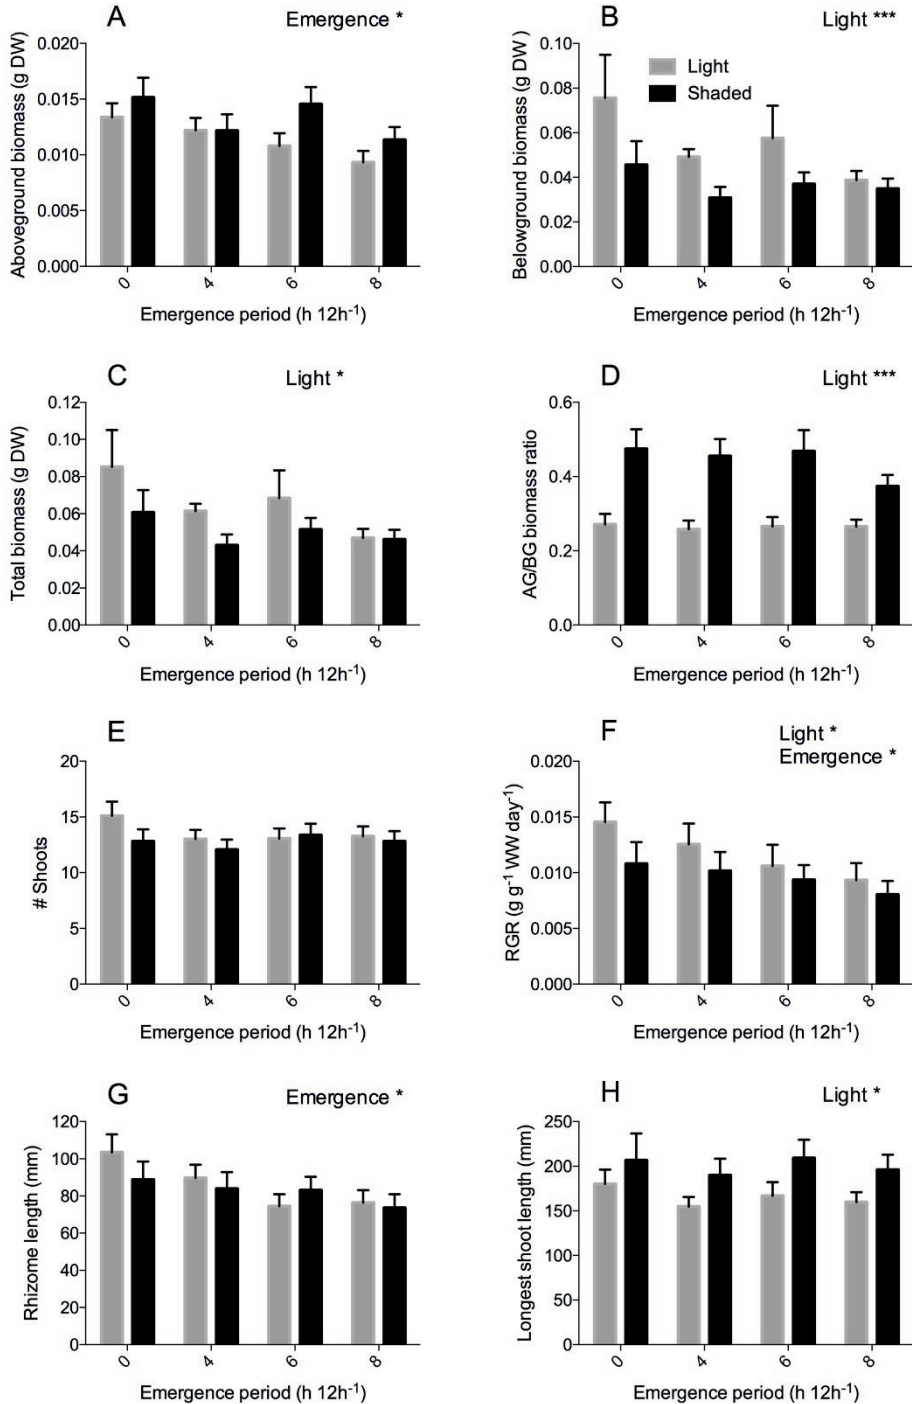 A
Emergence *
Aboveground biomass (g DW)
0.020
0.015
0.010
0.005
0.000
0 4 6 8
Emergence period (h 12h⁻¹)
B
Light ***
Belowground biomass (g DW)
0.10
0.08
0.06
0.04
0.02
0.00
Light
Shaded
0 4 6 8
Emergence period (h 12h⁻¹)
C
Light *
Total biomass (g DW)
0.12
0.10
0.08
0.06
0.04
0.02
0.00
0 4 6 8
Emergence period (h 12h⁻¹)
D
Light ***
AG/BG biomass ratio
0.6
0.4
0.2
0.0
0 4 6 8
Emergence period (h 12h⁻¹)
E
# Shoots
20
15
10
5
0
0 4 6 8
Emergence period (h 12h⁻¹)
F
Light *
Emergence *
RGR (g g⁻¹ WW day⁻¹)
0.020
0.015
0.010
0.005
0.000
0 4 6 8
Emergence period (h 12h⁻¹)
G
Emergence *
Rhizome length (mm)
120
100
80
60
40
20
0
0 4 6 8
Emergence period (h 12h⁻¹)
H
Light *
Longest shoot length (mm)
250
200
150
100
50
0
0 4 6 8
Emergence period (h 12h⁻¹)